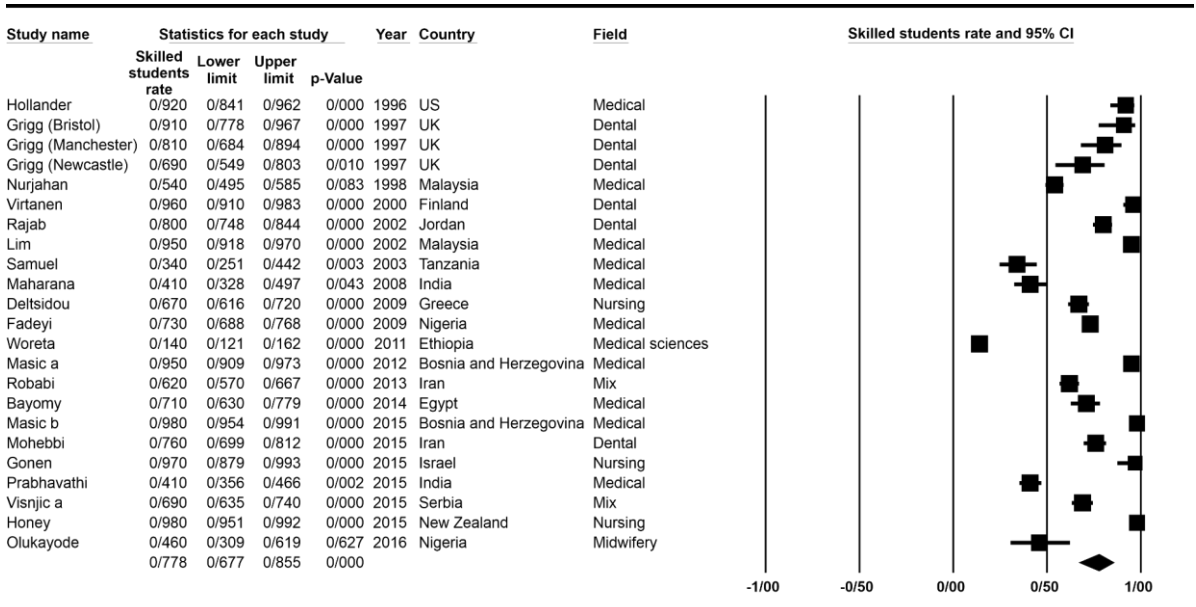 Study name Statistics for each study Year Country Field Skilled students rate and 95% CI
Skilled students rate Lower limit Upper limit p-Value
Hollander 0/920 0/841 0/962 0/000 1996 US Medical
Grigg (Bristol) 0/910 0/778 0/967 0/000 1997 UK Dental
Grigg (Manchester) 0/810 0/684 0/894 0/000 1997 UK Dental
Grigg (Newcastle) 0/690 0/549 0/803 0/010 1997 UK Dental
Nurjahan 0/540 0/495 0/585 0/083 1998 Malaysia Medical
Virtanen 0/960 0/910 0/983 0/000 2000 Finland Dental
Rajab 0/800 0/748 0/844 0/000 2002 Jordan Dental
Lim 0/950 0/918 0/970 0/000 2002 Malaysia Medical
Samuel 0/340 0/251 0/442 0/003 2003 Tanzania Medical
Maharana 0/410 0/328 0/497 0/043 2008 India Medical
Deltsidou 0/670 0/616 0/720 0/000 2009 Greece Nursing
Fadeyi 0/730 0/688 0/768 0/000 2009 Nigeria Medical
Woreta 0/140 0/121 0/162 0/000 2011 Ethiopia Medical sciences
Masic a 0/950 0/909 0/973 0/000 2012 Bosnia and Herzegovina Medical
Robabi 0/620 0/570 0/667 0/000 2013 Iran Mix
Bayomy 0/710 0/630 0/779 0/000 2014 Egypt Medical
Masic b 0/980 0/954 0/991 0/000 2015 Bosnia and Herzegovina Medical
Mohebbi 0/760 0/699 0/812 0/000 2015 Iran Dental
Gonen 0/970 0/879 0/993 0/000 2015 Israel Nursing
Prabhavathi 0/410 0/356 0/466 0/002 2015 India Medical
Visnjic a 0/690 0/635 0/740 0/000 2015 Serbia Mix
Honey 0/980 0/951 0/992 0/000 2015 New Zealand Nursing
Olukayode 0/460 0/309 0/619 0/627 2016 Nigeria Midwifery
0/778 0/677 0/855 0/000
-1/00 -0/50 0/00 0/50 1/00